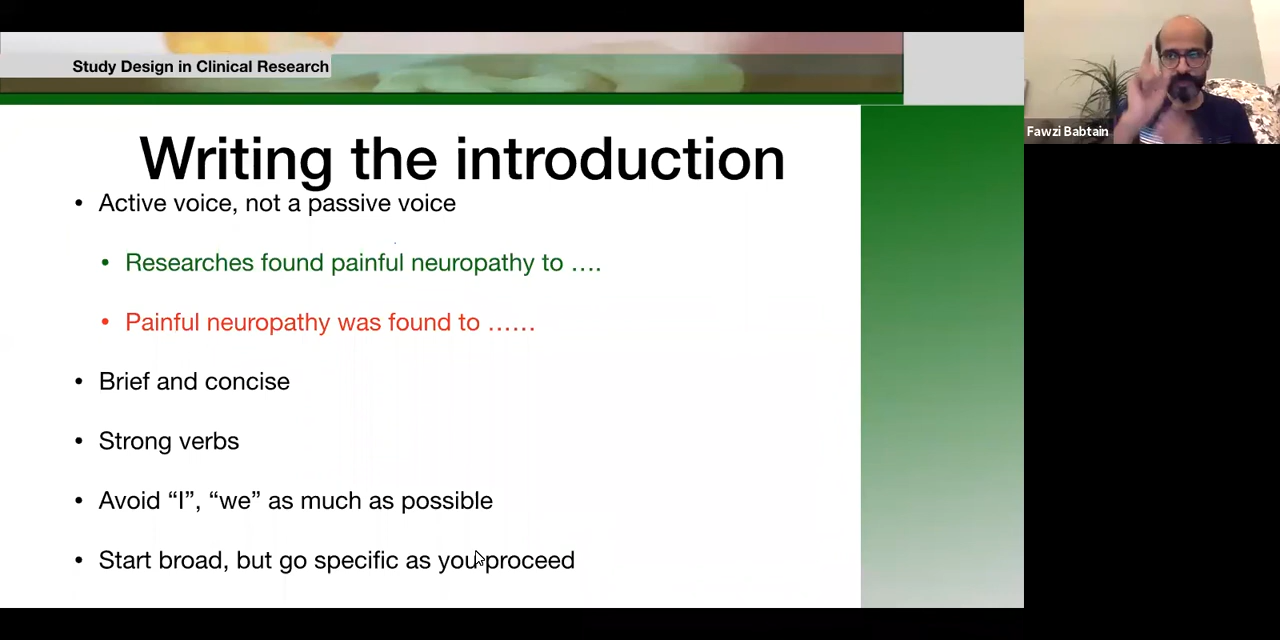 Study Design in Clinical Research
Fawzi Babtain
Writing the introduction
• Active voice, not a passive voice
• Researches found painful neuropathy to ….
• Painful neuropathy was found to ……
• Brief and concise
• Strong verbs
• Avoid “I”, “we” as much as possible
• Start broad, but go specific as you proceed